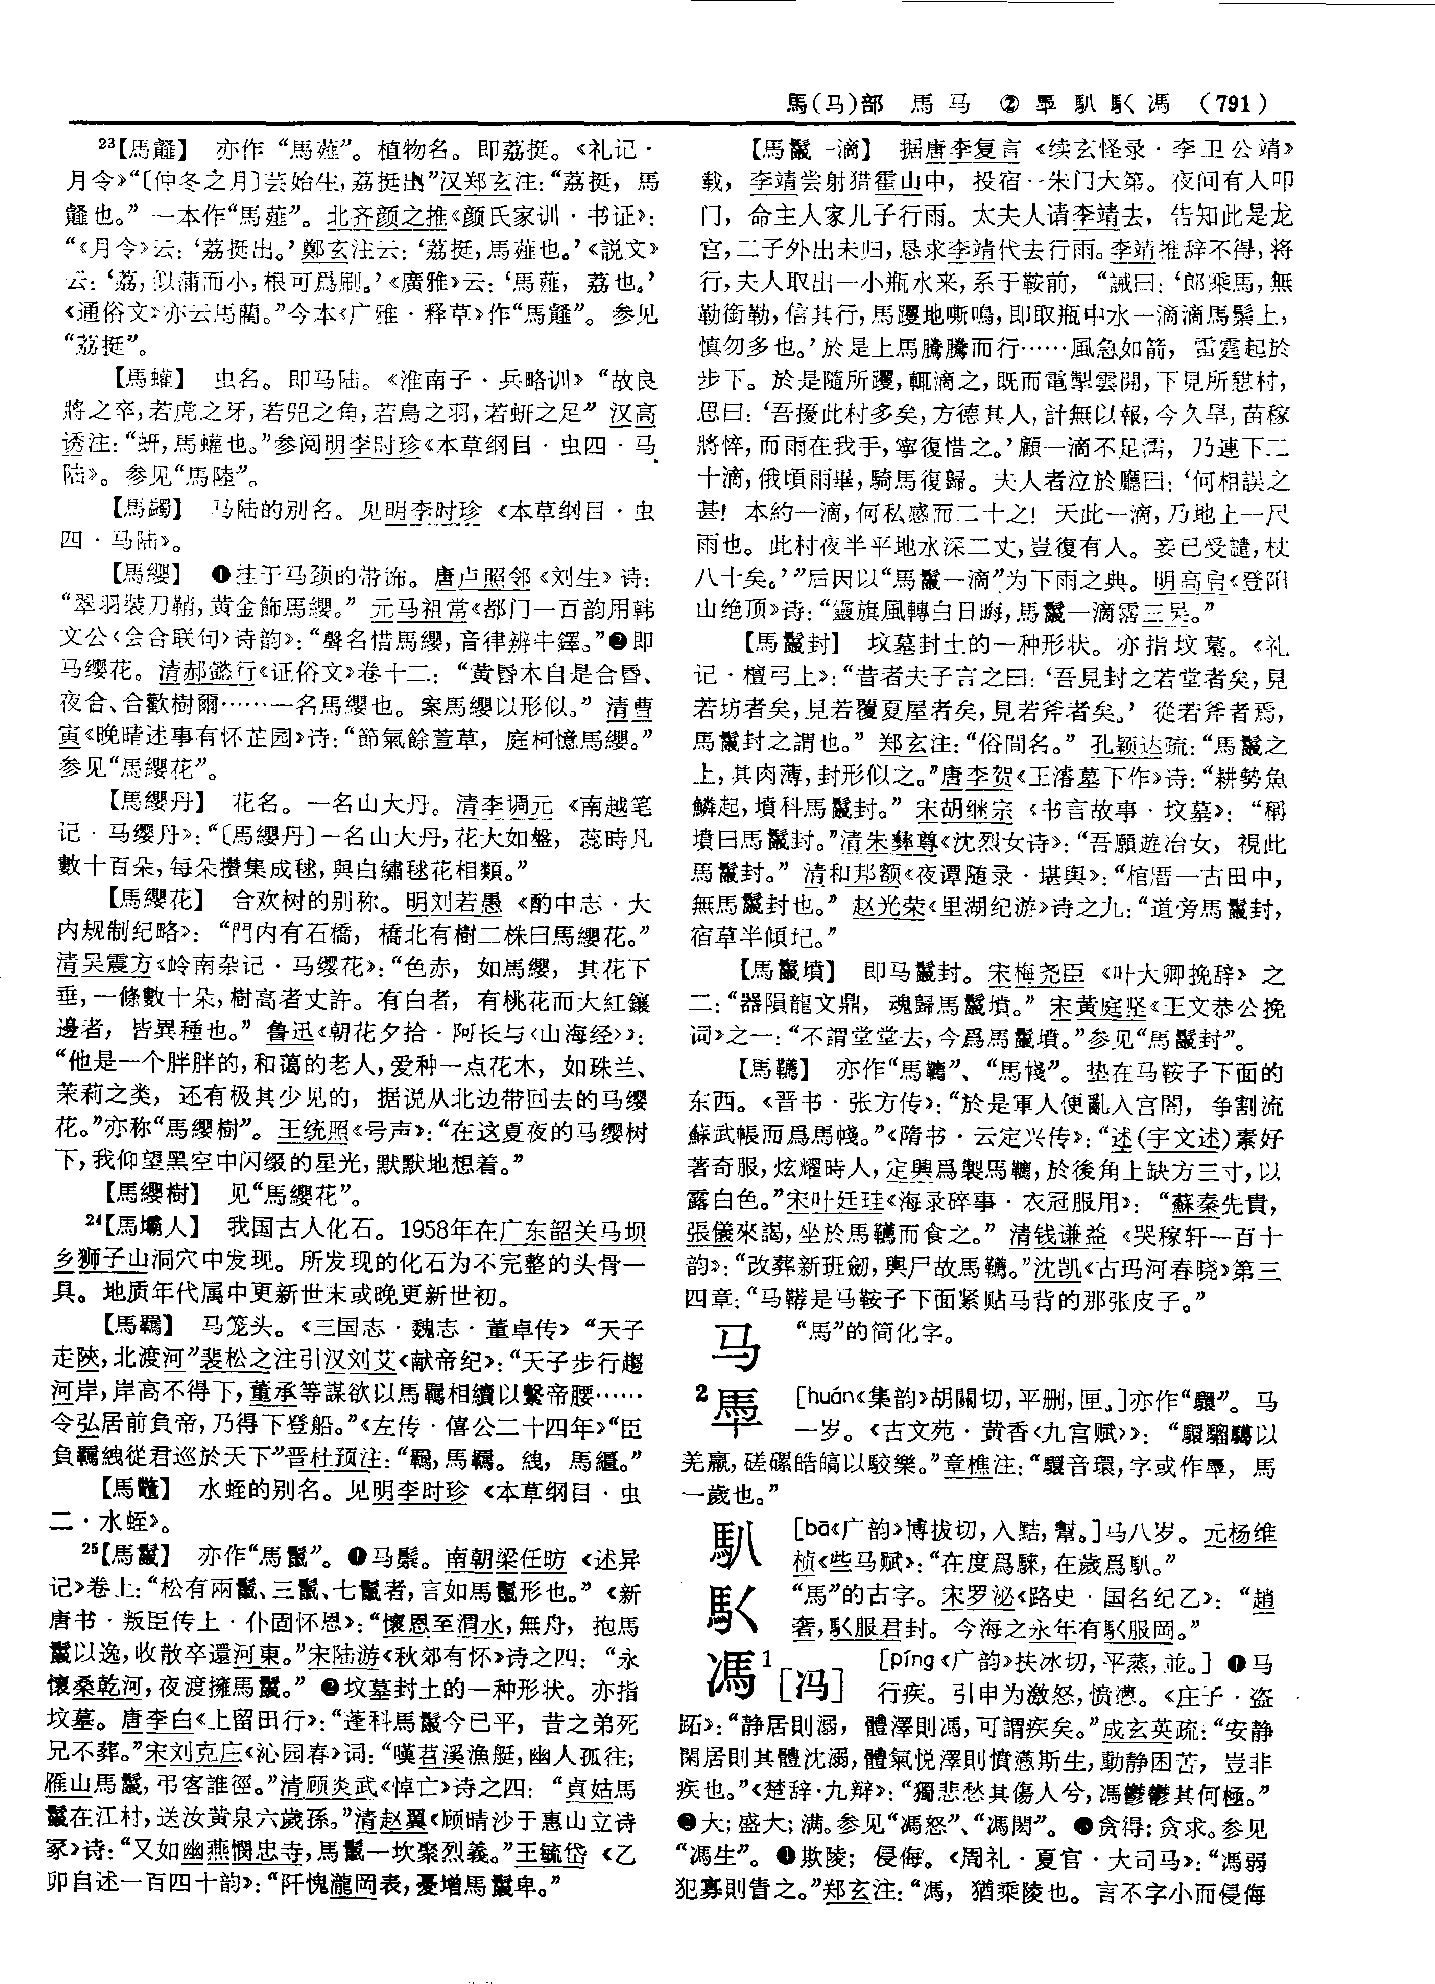 馬(马)部 馬 马 ② 馵 馴 馬 馮 (791)
23【馬䪥】 亦作“馬薤”。植物名。即荔挺。《礼记·
月令》“〔仲冬之月〕芸始生,荔挺出”汉郑玄注:“荔挺,馬
䪥也。”一本作“馬薤”。北齐颜之推《颜氏家训·书证》:
“《月令》云:‘荔挺出。’鄭玄注云:‘荔挺,馬薤也。’《説文》
云:‘荔,似蒲而小,根可爲刷。’《廣雅》云:‘馬薤,荔也。’
《通俗文》亦云馬藺。”今本《广雅·释草》作“馬䪥”。参见
“荔挺”。
【馬蠸】 虫名。即马陆。《淮南子·兵略训》“故良
將之卒,若虎之牙,若兕之角,若鳥之羽,若蚈之足”汉高
诱注:“蚈,馬蠸也。”参阅明李时珍《本草纲目·虫四·马
陆》。参见“馬陸”。
【馬蠲】 马陆的别名。见明李时珍《本草纲目·虫
四·马陆》。
【馬纓】 ❶挂于马颈的带饰。唐卢照邻《刘生》诗:
“翠羽裝刀鞘,黄金飾馬纓。”元马祖常《都门一百韵用韩
文公〈会合联句〉诗韵》:“聲名惜馬纓,音律辨牛鐸。”❷即
马缨花。清郝懿行《证俗文》卷十二:“黄昏木自是合昏、
夜合、合歡樹爾……一名馬纓也。案馬纓以形似。”清曹
寅《晚晴述事有怀芷园》诗:“節氣餘萱草,庭柯憶馬纓。”
参见“馬纓花”。
【馬纓丹】 花名。一名山大丹。清李调元《南越笔
记·马缨丹》:“〔馬纓丹〕一名山大丹,花大如盤,蕊時凡
數十百朵,每朵攢集成毬,與白繡毬花相類。”
【馬纓花】 合欢树的别称。明刘若愚《酌中志·大
内规制纪略》:“門内有石橋,橋北有樹二株曰馬纓花。”
清吴震方《岭南杂记·马缨花》:“色赤,如馬纓,其花下
垂,一條數十朵,樹高者丈許。有白者,有桃花而大紅鑲
邊者,皆異種也。”鲁迅《朝花夕拾·阿长与〈山海经〉》:
“他是一个胖胖的,和蔼的老人,爱种一点花木,如珠兰、
茉莉之类,还有极其少见的,据说从北边带回去的马缨
花。”亦称“馬纓樹”。王统照《号声》:“在这夏夜的马缨树
下,我仰望黑空中闪缀的星光,默默地想着。”
【馬纓樹】 见“馬纓花”。
24【馬壩人】 我国古人化石。1958年在广东韶关马坝
乡狮子山洞穴中发现。所发现的化石为不完整的头骨一
具。地质年代属中更新世末或晚更新世初。
【馬羈】 马笼头。《三国志·魏志·董卓传》“天子
走陝,北渡河”裴松之注引汉刘艾《献帝纪》:“天子步行趨
河岸,岸高不得下,董承等謀欲以馬羈相續以繫帝腰……
令弘居前負帝,乃得下登船。”《左传·僖公二十四年》“臣
負羈紲從君巡於天下”晋杜预注:“羈,馬羈。紲,馬繮。”
【馬䗫】 水蛭的别名。见明李时珍《本草纲目·虫
二·水蛭》。
25【馬鬣】 亦作“馬鬛”。❶马鬃。南朝梁任昉《述异
记》卷上:“松有兩鬣、三鬣、七鬣者,言如馬鬣形也。”《新
唐书·叛臣传上·仆固怀恩》:“懷恩至渭水,無舟,抱馬
鬣以逸,收散卒還河東。”宋陆游《秋郊有怀》诗之四:“永
懷桑乾河,夜渡擁馬鬣。”❷坟墓封土的一种形状。亦指
坟墓。唐李白《上留田行》:“蓬科馬鬣今已平,昔之弟死
兄不葬。”宋刘克庄《沁园春》词:“嘆苕溪漁艇,幽人孤往;
雁山馬鬣,弔客誰徑。”清顾炎武《悼亡》诗之四:“貞姑馬
鬣在江村,送汝黄泉六歲孫。”清赵翼《顾晴沙于惠山立诗
冢》诗:“又如幽燕憫忠寺,馬鬣一坎聚烈義。”王毓岱《乙
卯自述一百四十韵》:“阡愧瀧岡表,憂增馬鬣卑。”
【馬鬣一滴】 据唐李复言《续玄怪录·李卫公靖》
载,李靖尝射猎霍山中,投宿一朱门大第。夜间有人叩
门,命主人家儿子行雨。太夫人请李靖去,告知此是龙
宫,二子外出未归,恳求李靖代去行雨。李靖推辞不得,将
行,夫人取出一小瓶水来,系于鞍前,“誡曰:‘郎乘馬,無
勒銜勒,信其行,馬躩地嘶鳴,即取瓶中水一滴滴馬鬃上,
慎勿多也。’於是上馬騰騰而行……風急如箭,雷霆起於
步下。於是隨所躩,輒滴之,既而電掣雲開,下見所憩村,
思曰:‘吾擾此村多矣,方德其人,計無以報,今久旱,苗稼
將悴,而雨在我手,寧復惜之。’顧一滴不足濡,乃連下二
十滴,俄頃雨畢,騎馬復歸。夫人者泣於廳曰:‘何相誤之
甚!本約一滴,何私感而二十之!天此一滴,乃地上一尺
雨也。此村夜半平地水深二丈,豈復有人。妾已受譴,杖
八十矣。’”后因以“馬鬣一滴”为下雨之典。明高启《登阳
山绝顶》诗:“靈旗風轉白日晦,馬鬣一滴霑三吴。”
【馬鬣封】 坟墓封土的一种形状。亦指坟墓。《礼
记·檀弓上》:“昔者夫子言之曰:‘吾見封之若堂者矣,見
若坊者矣,見若覆夏屋者矣,見若斧者矣。’從若斧者焉,
馬鬣封之謂也。”郑玄注:“俗間名。”孔颖达疏:“馬鬣之
上,其肉薄,封形似之。”唐李贺《王濬墓下作》诗:“耕勢魚
鱗起,墳科馬鬣封。”宋胡继宗《书言故事·坟墓》:“稱
墳曰馬鬣封。”清朱彝尊《沈烈女诗》:“吾願遊冶女,視此
馬鬣封。”清和邦额《夜谭随录·堪舆》:“棺厝一古田中,
無馬鬣封也。”赵光荣《里湖纪游》诗之九:“道旁馬鬣封,
宿草半傾圮。”
【馬鬣墳】 即马鬣封。宋梅尧臣《叶大卿挽辞》之
二:“器隕龍文鼎,魂歸馬鬣墳。”宋黄庭坚《王文恭公挽
词》之一:“不謂堂堂去,今爲馬鬣墳。”参见“馬鬣封”。
【馬韉】 亦作“馬韀”、“馬㡨”。垫在马鞍子下面的
东西。《晋书·张方传》:“於是軍人便亂入宫閤,争割流
蘇武帳而爲馬㡨。”《隋书·云定兴传》:“述(宇文述)素好
著奇服,炫耀時人,定興爲製馬韉,於後角上缺方三寸,以
露白色。”宋叶廷珪《海录碎事·衣冠服用》:“蘇秦先貴,
張儀來謁,坐於馬韉而食之。”清钱谦益《哭稼轩一百十
韵》:“改葬新班劒,輿尸故馬韉。”沈凯《古玛河春晓》第三
四章:“马鞯是马鞍子下面紧贴马背的那张皮子。”
马 “馬”的简化字。
2 馬 [huán《集韵》胡關切,平删,匣。]亦作“䮝”。马
一岁。《古文苑·黄香〈九宫赋〉》:“䮝騮驕以
羌羸,磋磥皓皜以駮樂。”章樵注:“䮝音環,字或作馬,馬
一歲也。”
馴 [bā《广韵》博拔切,入黠,幫。]马八岁。元杨维
桢《些马赋》:“在度爲騋,在歲爲馴。”
“馬”的古字。宋罗泌《路史·国名纪乙》:“趙
奢,馬服君封。今海之永年有馬服岡。”
馮1[冯] [píng《广韵》扶冰切,平蒸,並。]❶马
行疾。引申为激怒,愤懑。《庄子·盗
跖》:“静居則溺,體澤則馮,可謂疾矣。”成玄英疏:“安静
閑居則其體沈溺,體氣悦澤則憤懣斯生,動静困苦,豈非
疾也。”《楚辞·九辩》:“獨悲愁其傷人兮,馮鬱鬱其何極。”
❷大;盛大;满。参见“馮怒”、“馮閎”。❸贪得;贪求。参见
“馮生”。❹欺陵;侵侮。《周礼·夏官·大司马》:“馮弱
犯寡則眚之。”郑玄注:“馮,猶乘陵也。言不字小而侵侮